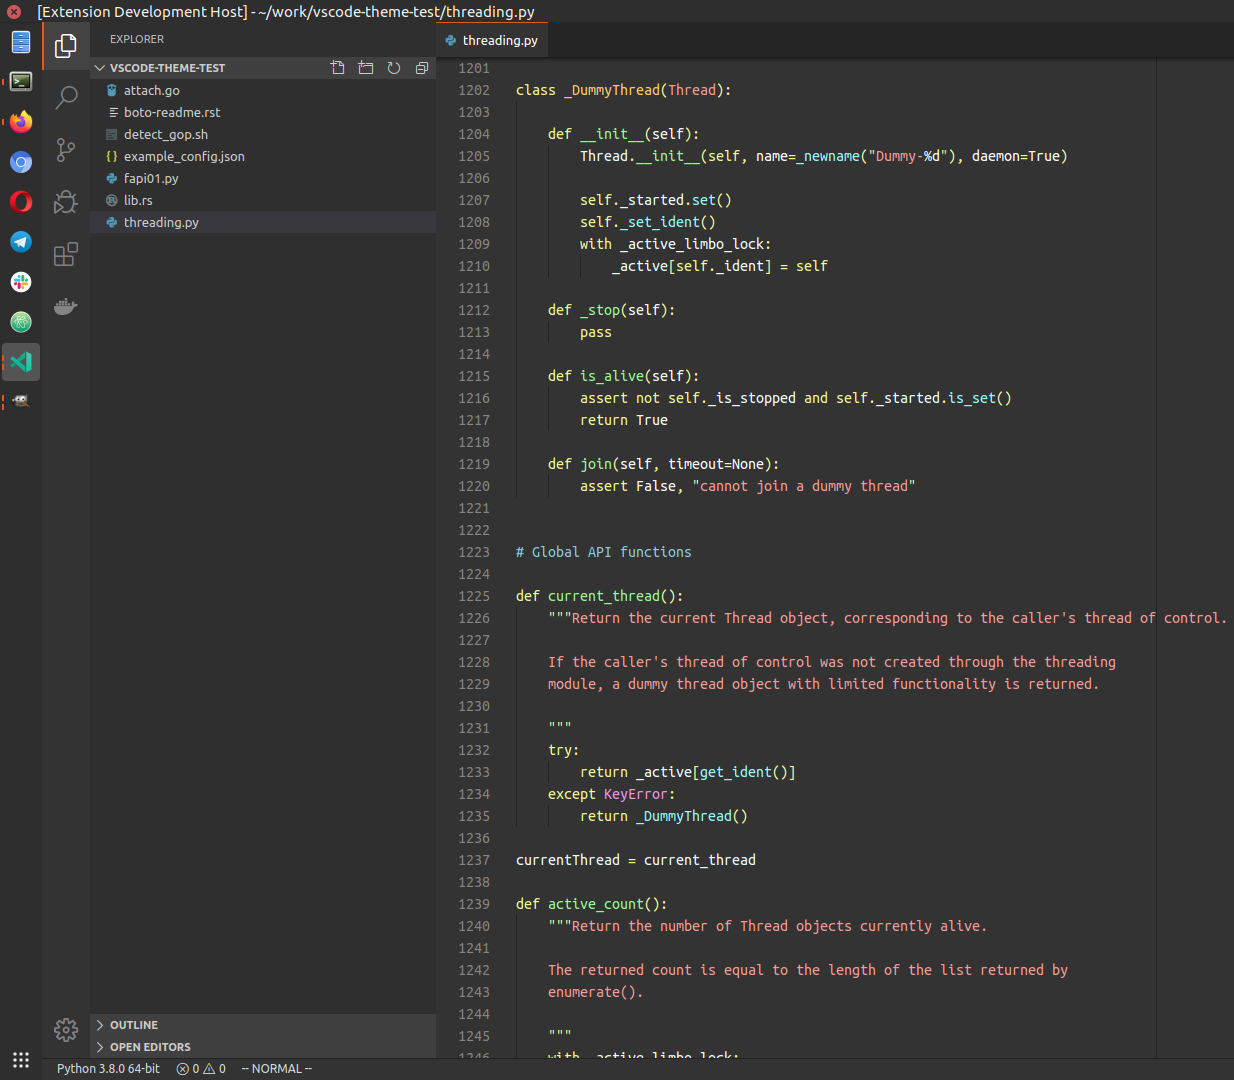 [Extension Development Host] - ~/work/vscode-theme-test/threading.py
EXPLORER
VSCODE-THEME-TEST
attach.go
boto-readme.rst
detect_gop.sh
{} example_config.json
fapi01.py
lib.rs
threading.py
OUTLINE
OPEN EDITORS
threading.py
1201
1202 class _DummyThread(Thread):
1203
1204     def __init__(self):
1205         Thread.__init__(self, name=_newname("Dummy-%d"), daemon=True)
1206
1207         self._started.set()
1208         self._set_ident()
1209         with _active_limbo_lock:
1210             _active[self._ident] = self
1211
1212     def _stop(self):
1213         pass
1214
1215     def is_alive(self):
1216         assert not self._is_stopped and self._started.is_set()
1217         return True
1218
1219     def join(self, timeout=None):
1220         assert False, "cannot join a dummy thread"
1221
1222
1223 # Global API functions
1224
1225 def current_thread():
1226     """Return the current Thread object, corresponding to the caller's thread of control.
1227
1228     If the caller's thread of control was not created through the threading
1229     module, a dummy thread object with limited functionality is returned.
1230
1231     """
1232     try:
1233         return _active[get_ident()]
1234     except KeyError:
1235         return _DummyThread()
1236
1237 currentThread = current_thread
1238
1239 def active_count():
1240     """Return the number of Thread objects currently alive.
1241
1242     The returned count is equal to the length of the list returned by
1243     enumerate().
1244
1245     """
1246     with _active_limbo_lock:
Python 3.8.0 64-bit 0 0 -- NORMAL --